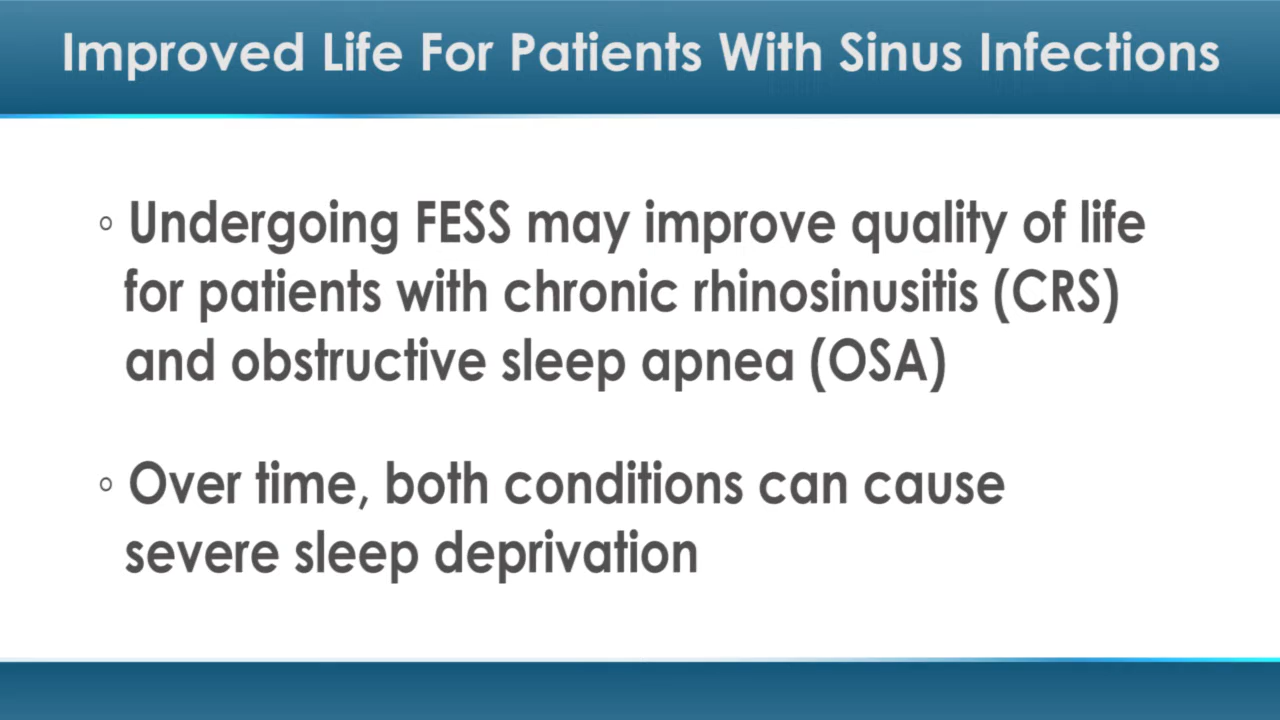 Improved Life For Patients With Sinus Infections
◦ Undergoing FESS may improve quality of life
for patients with chronic rhinosinusitis (CRS)
and obstructive sleep apnea (OSA)
◦ Over time, both conditions can cause
severe sleep deprivation